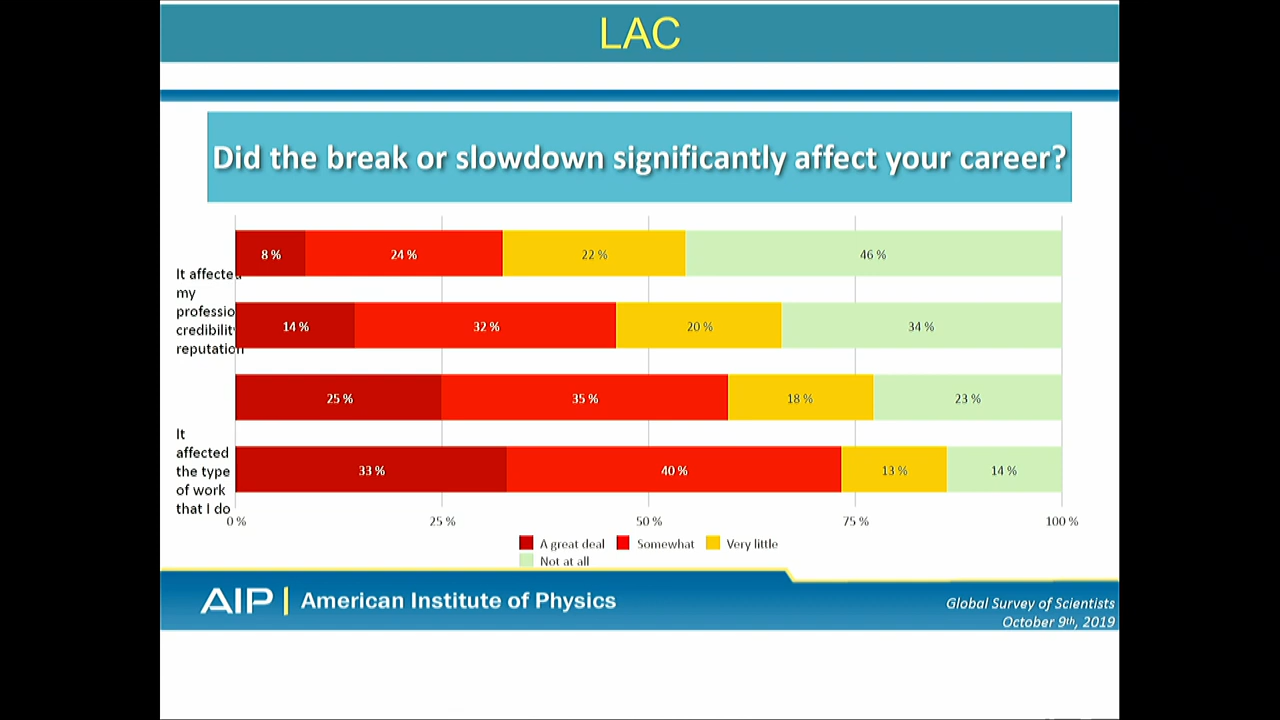 LAC
Did the break or slowdown significantly affect your career?
8 % 24 % 22 % 46 %
It affected
my
professio
credibility
reputation
14 % 32 % 20 % 34 %
25 % 35 % 18 % 23 %
It
affected
the type
of work
that I do
33 % 40 % 13 % 14 %
0 % 25 % 50 % 75 % 100 %
A great deal Somewhat Very little
Not at all
AIP | American Institute of Physics
Global Survey of Scientists
October 9th, 2019